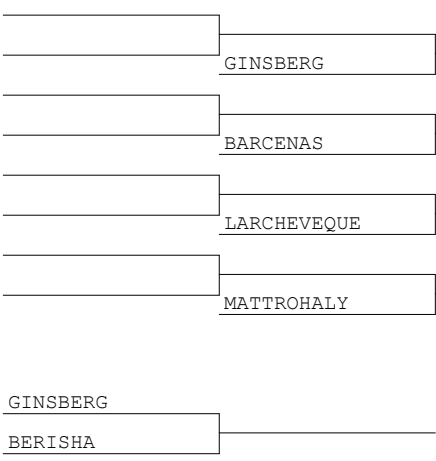 GINSBERG
BARCENAS
LARCHEVEQUE
MATTROHALY
GINSBERG
BERISHA